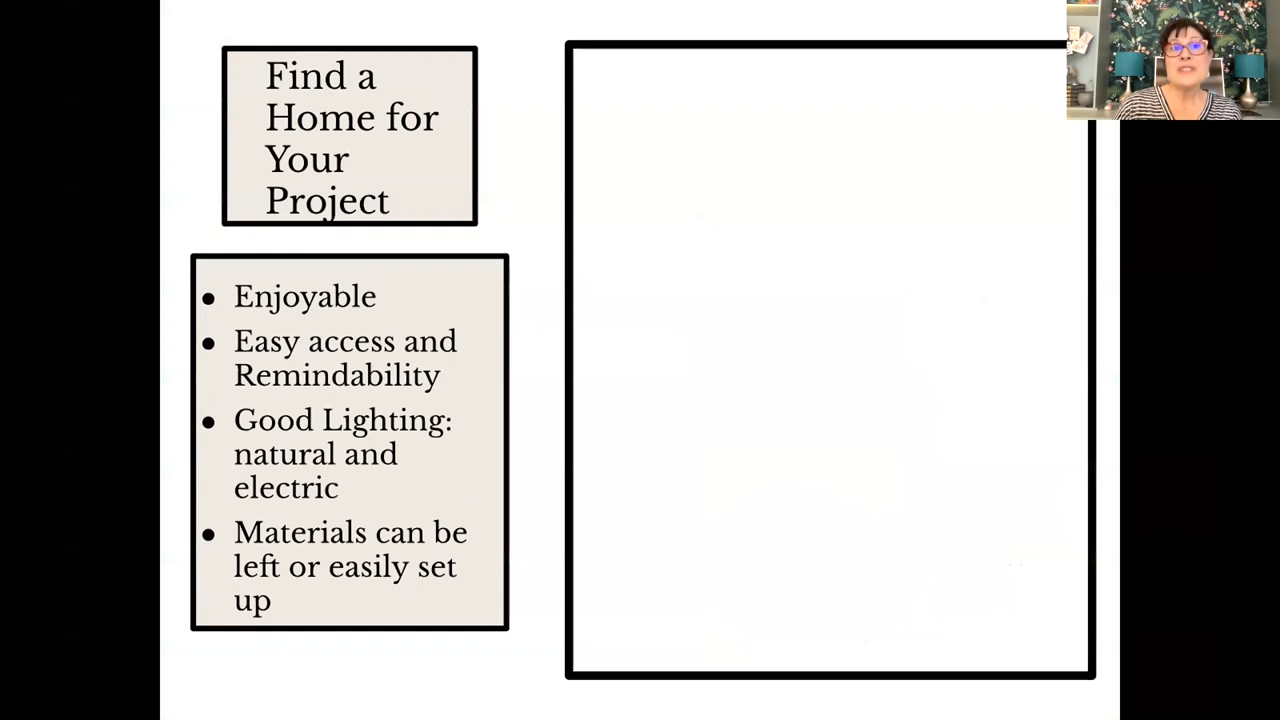 Find a
Home for
Your
Project
● Enjoyable
● Easy access and
Remindability
● Good Lighting:
natural and
electric
● Materials can be
left or easily set
up